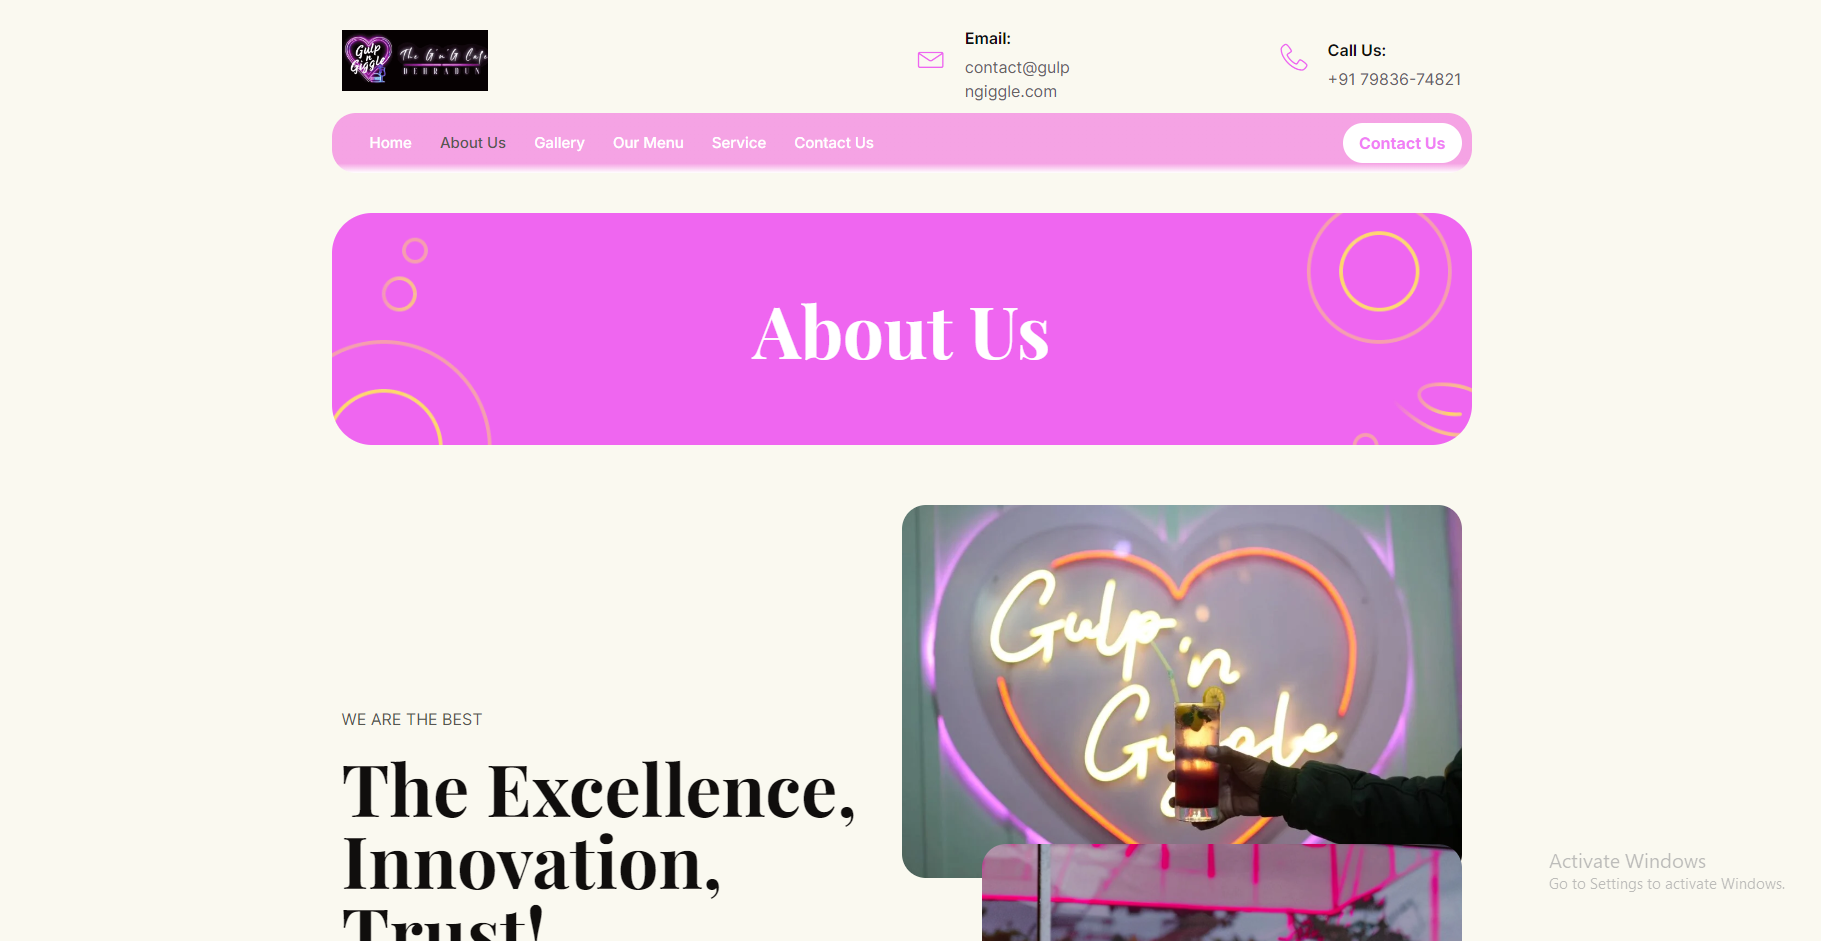 Gulp
n
Giggle
The G'n'G Cafe
DEHRADUN
Email:
contact@gulp
ngiggle.com
Call Us:
+91 79836-74821
Home About Us Gallery Our Menu Service Contact Us
Contact Us
About Us
WE ARE THE BEST
The Excellence,
Innovation,
Trust!
Gulp
'n
Activate Windows
Go to Settings to activate Windows.